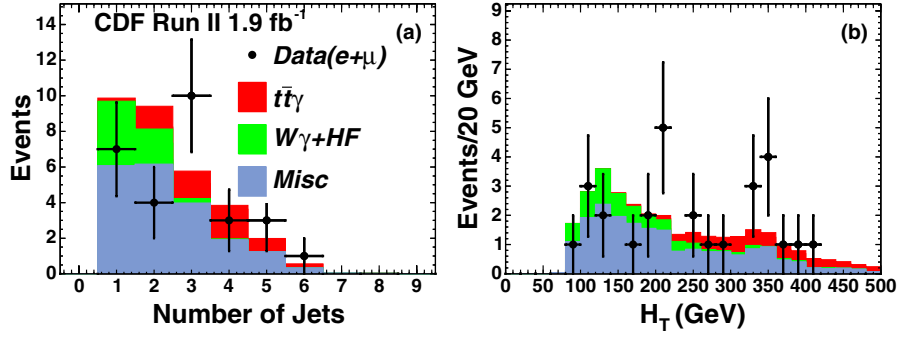 CDF Run II 1.9 fb⁻¹
(a)
Data(e+μ)
tt̄γ
Wγ+HF
Misc
Events
14
12
10
8
6
4
2
0
0 1 2 3 4 5 6 7 8 9
Number of Jets
(b)
Events/20 GeV
9
8
7
6
5
4
3
2
1
0
0 50 100 150 200 250 300 350 400 450 500
H_T (GeV)